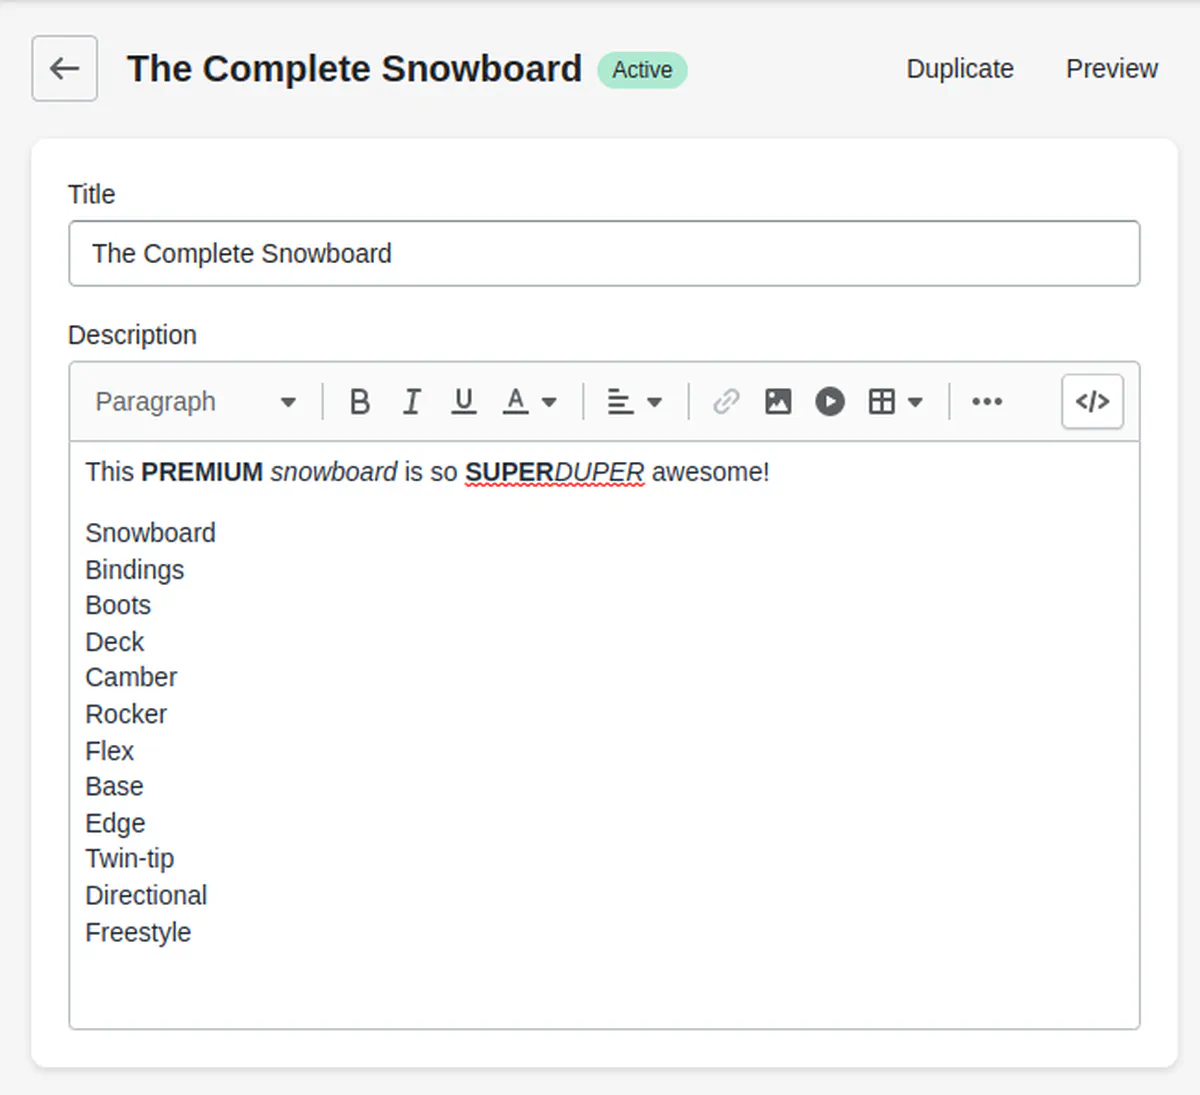 The Complete Snowboard Active Duplicate Preview
Title
The Complete Snowboard
Description
Paragraph B I U A </>
This PREMIUM snowboard is so SUPERDUPER awesome!
Snowboard
Bindings
Boots
Deck
Camber
Rocker
Flex
Base
Edge
Twin-tip
Directional
Freestyle